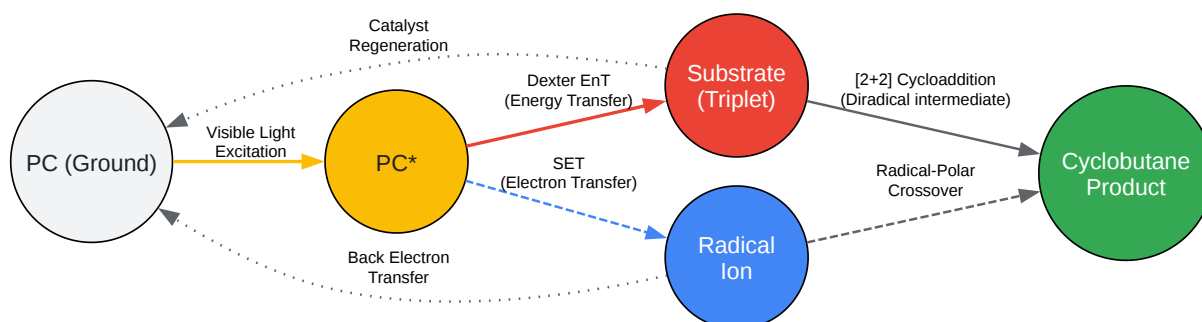 Catalyst
Regeneration
PC (Ground)
Visible Light
Excitation
PC*
Dexter EnT
(Energy Transfer)
SET
(Electron Transfer)
Back Electron
Transfer
Substrate
(Triplet)
Radical
Ion
[2+2] Cycloaddition
(Diradical intermediate)
Radical-Polar
Crossover
Cyclobutane
Product